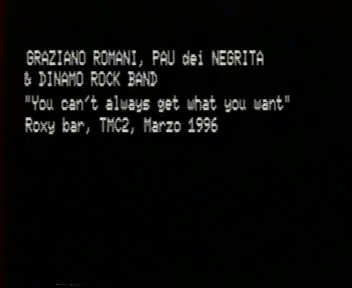 GRAZIANO ROMANI, PAU dei NEGRITA
& DINAMO ROCK BAND
"You can't always get what you want"
Roxy bar, TMC2, Marzo 1996